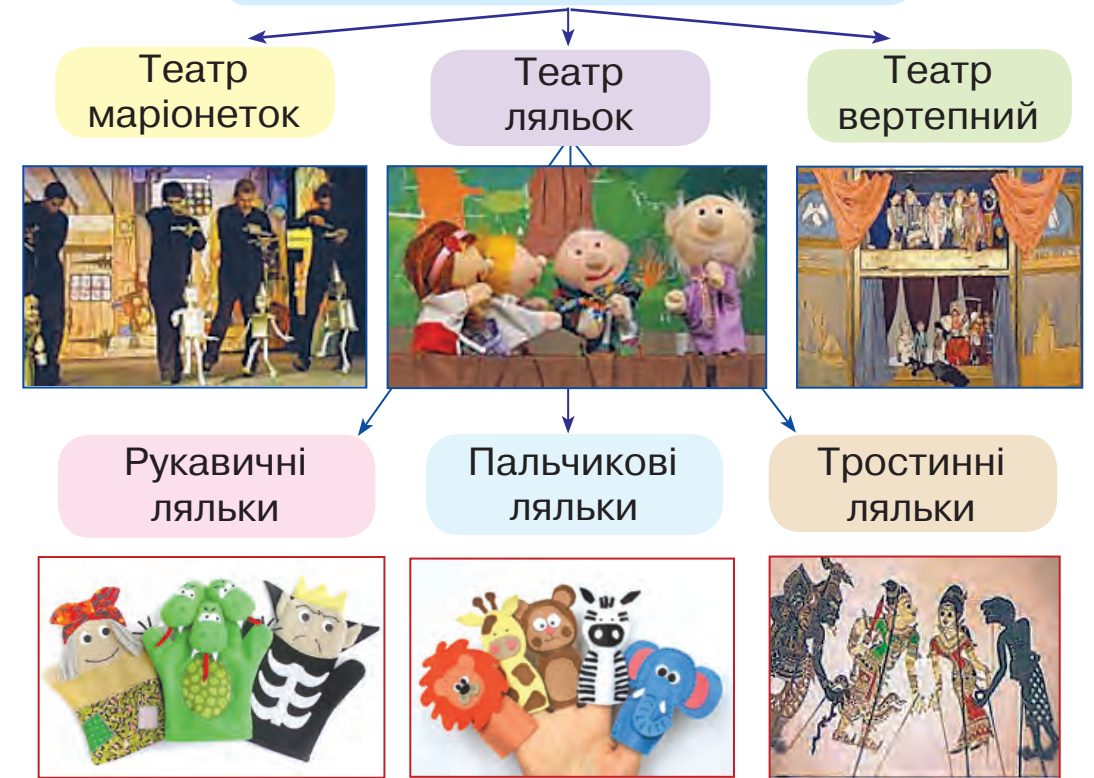 Театр
маріонеток
Театр
ляльок
Театр
вертепний
Рукавичні
ляльки
Пальчикові
ляльки
Тростинні
ляльки